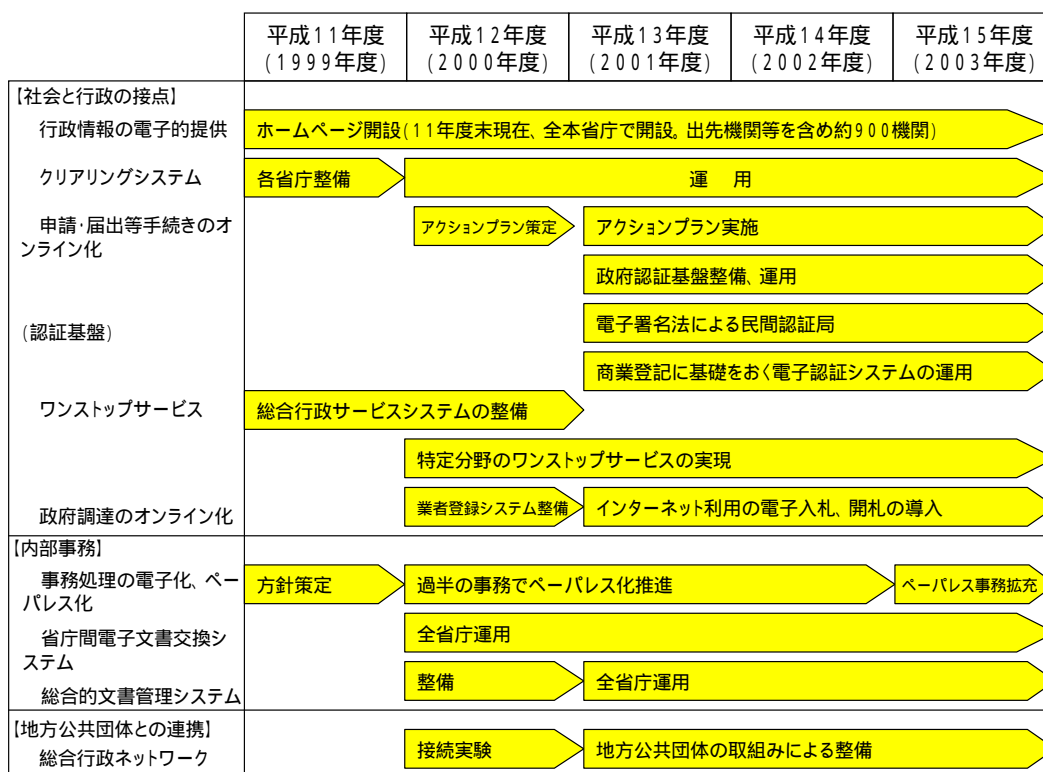 平成11年度 平成12年度 平成13年度 平成14年度 平成15年度
(1999年度) (2000年度) (2001年度) (2002年度) (2003年度)
【社会と行政の接点】
行政情報の電子的提供 ホームページ開設(11年度末現在、全本省庁で開設。出先機関等を含め約900機関)
クリアリングシステム 各省庁整備 運 用
申請・届出等手続きのオ アクションプラン策定 アクションプラン実施
ンライン化
政府認証基盤整備、運用
(認証基盤) 電子署名法による民間認証局
商業登記に基礎をおく電子認証システムの運用
ワンストップサービス 総合行政サービスシステムの整備
特定分野のワンストップサービスの実現
政府調達のオンライン化 業者登録システム整備 インターネット利用の電子入札、開札の導入
【内部事務】
事務処理の電子化、ペー 方針策定 過半の事務でペーパレス化推進 ペーパレス事務拡充
パレス化
省庁間電子文書交換シ 全省庁運用
ステム
総合的文書管理システム 整備 全省庁運用
【地方公共団体との連携】
総合行政ネットワーク 接続実験 地方公共団体の取組みによる整備